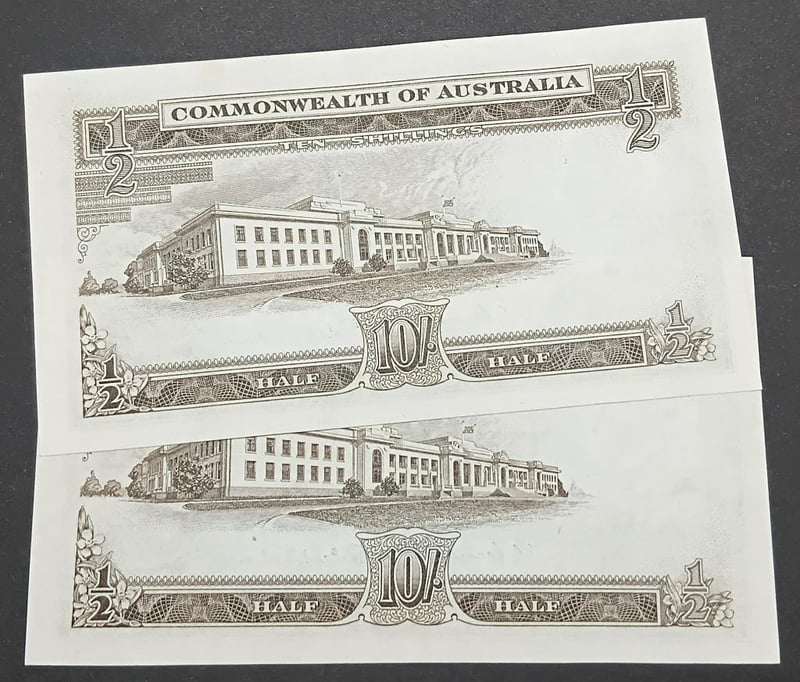 COMMONWEALTH OF AUSTRALIA
1/2 1/2
TEN SHILLINGS
10/-
1/2 HALF HALF 1/2
10/-
1/2 HALF HALF 1/2